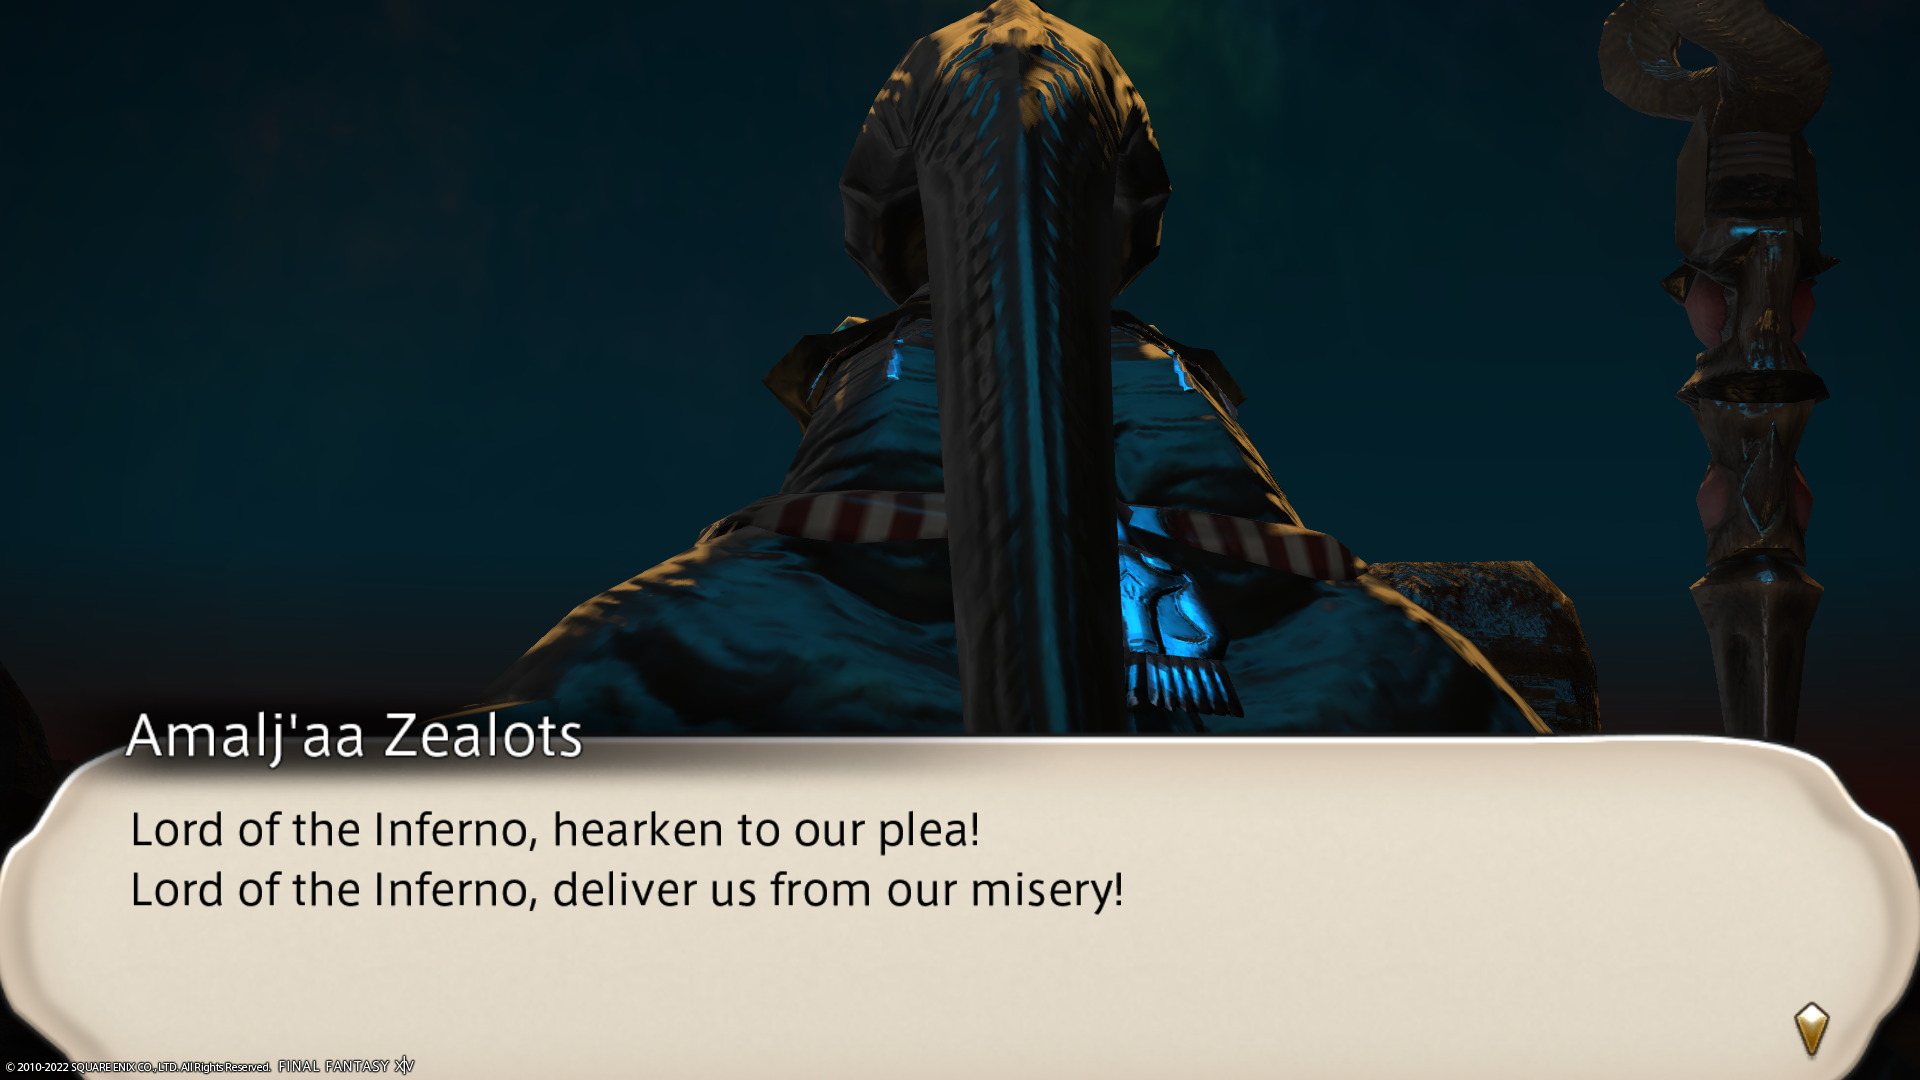 Amalj'aa Zealots
Lord of the Inferno, hearken to our plea!
Lord of the Inferno, deliver us from our misery!
© 2010-2022 SQUARE ENIX CO., LTD. All Rights Reserved. FINAL FANTASY XIV